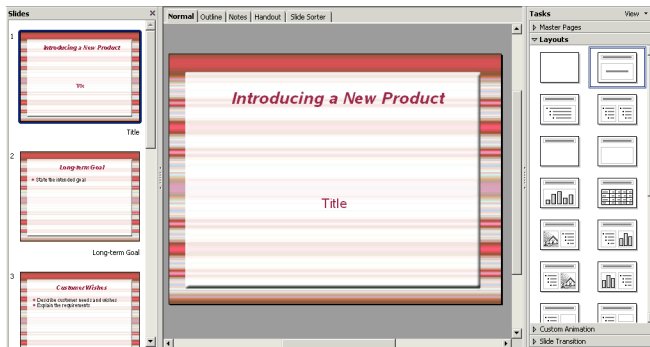 Slides
1
Introducing a New Product
Title
Title
2
Long-term Goal
State the intended goal
Long-term Goal
3
Customer Wishes
Describe customer needs and wishes
Explain the requirements
Normal Outline Notes Handout Slide Sorter
Introducing a New Product
Title
Tasks View
Master Pages
Layouts
Custom Animation
Slide Transition